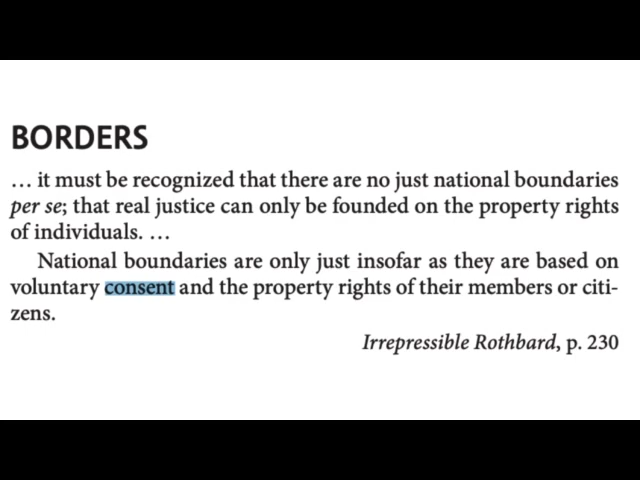 BORDERS
… it must be recognized that there are no just national boundaries
per se; that real justice can only be founded on the property rights
of individuals. …
National boundaries are only just insofar as they are based on
voluntary consent and the property rights of their members or citi-
zens.
Irrepressible Rothbard, p. 230